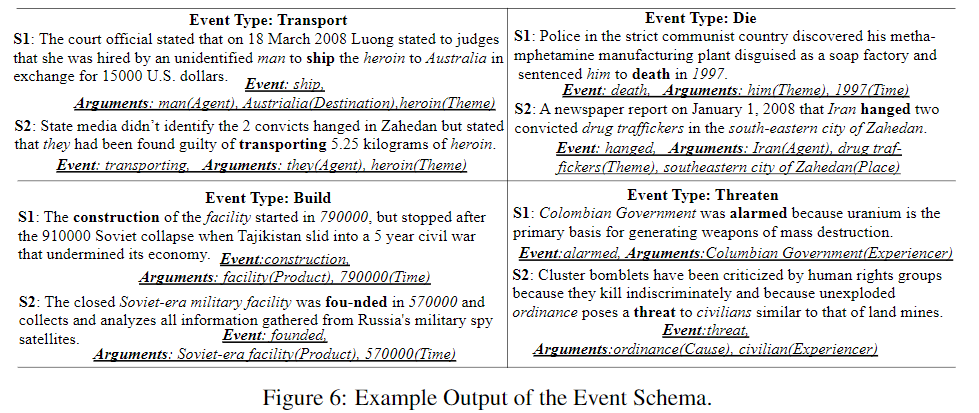 Event Type: Transport
S1: The court official stated that on 18 March 2008 Luong stated to judges
that she was hired by an unidentified man to ship the heroin to Australia in
exchange for 15000 U.S. dollars.
Event: ship,
Arguments: man(Agent), Austrialia(Destination),heroin(Theme)
S2: State media didn't identify the 2 convicts hanged in Zahedan but stated
that they had been found guilty of transporting 5.25 kilograms of heroin.
Event: transporting, Arguments: they(Agent), heroin(Theme)
Event Type: Die
S1: Police in the strict communist country discovered his metha-
mphetamine manufacturing plant disguised as a soap factory and
sentenced him to death in 1997.
Event: death, Arguments: him(Theme), 1997(Time)
S2: A newspaper report on January 1, 2008 that Iran hanged two
convicted drug traffickers in the south-eastern city of Zahedan.
Event: hanged, Arguments: Iran(Agent), drug traf-
fickers(Theme), southeastern city of Zahedan(Place)
Event Type: Build
S1: The construction of the facility started in 790000, but stopped after
the 910000 Soviet collapse when Tajikistan slid into a 5 year civil war
that undermined its economy.
Event:construction,
Arguments: facility(Product), 790000(Time)
S2: The closed Soviet-era military facility was fou-nded in 570000 and
collects and analyzes all information gathered from Russia's military spy
satellites.
Event: founded,
Arguments: Soviet-era facility(Product), 570000(Time)
Event Type: Threaten
S1: Colombian Government was alarmed because uranium is the
primary basis for generating weapons of mass destruction.
Event:alarmed, Arguments:Columbian Government(Experiencer)
S2: Cluster bomblets have been criticized by human rights groups
because they kill indiscriminately and because unexploded
ordinance poses a threat to civilians similar to that of land mines.
Event:threat,
Arguments:ordinance(Cause), civilian(Experiencer)
Figure 6: Example Output of the Event Schema.